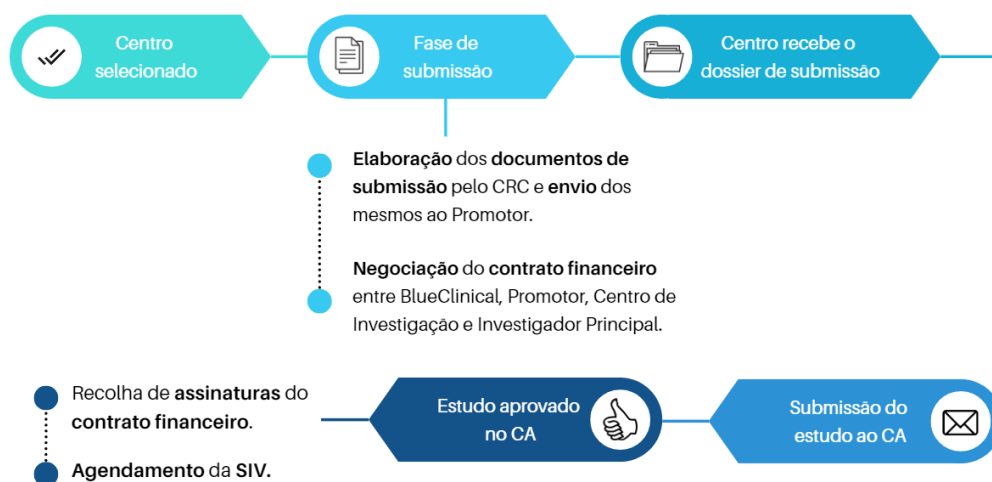 Centro
selecionado
Fase de
submissão
Centro recebe o
dossier de submissão
Elaboração dos documentos de
submissão pelo CRC e envio dos
mesmos ao Promotor.
Negociação do contrato financeiro
entre BlueClinical, Promotor, Centro de
Investigação e Investigador Principal.
Submissão do
estudo ao CA
Estudo aprovado
no CA
Recolha de assinaturas do
contrato financeiro.
Agendamento da SIV.